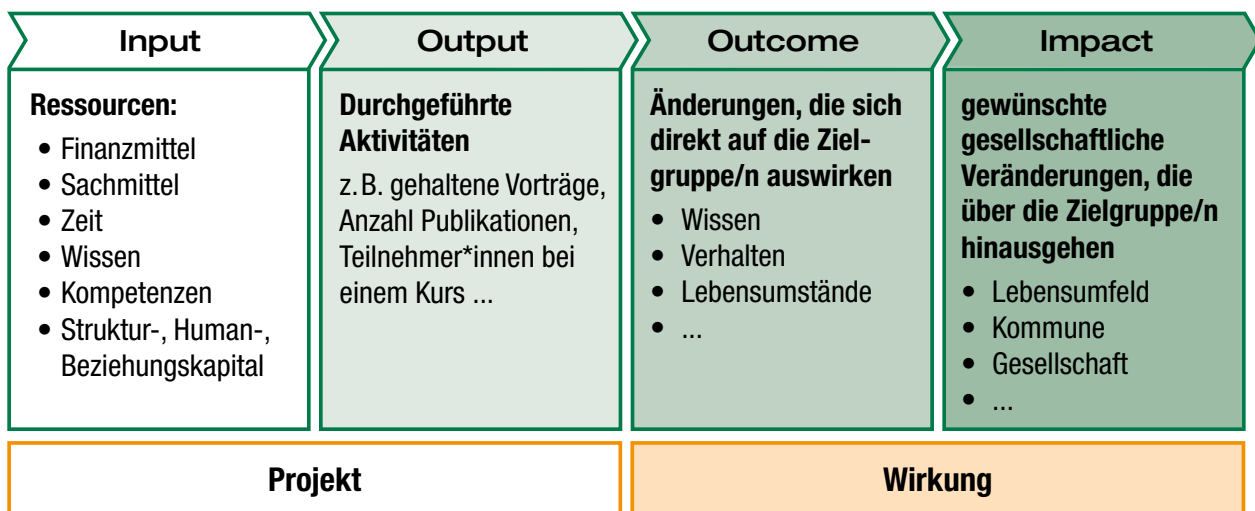 Input
Output
Outcome
Impact
Ressourcen:
• Finanzmittel
• Sachmittel
• Zeit
• Wissen
• Kompetenzen
• Struktur-, Human-,
Beziehungskapital
Durchgeführte
Aktivitäten
z. B. gehaltene Vorträge,
Anzahl Publikationen,
Teilnehmer*innen bei
einem Kurs ...
Änderungen, die sich
direkt auf die Ziel-
gruppe/n auswirken
• Wissen
• Verhalten
• Lebensumstände
• ...
gewünschte
gesellschaftliche
Veränderungen, die
über die Zielgruppe/n
hinausgehen
• Lebensumfeld
• Kommune
• Gesellschaft
• ...
Projekt
Wirkung